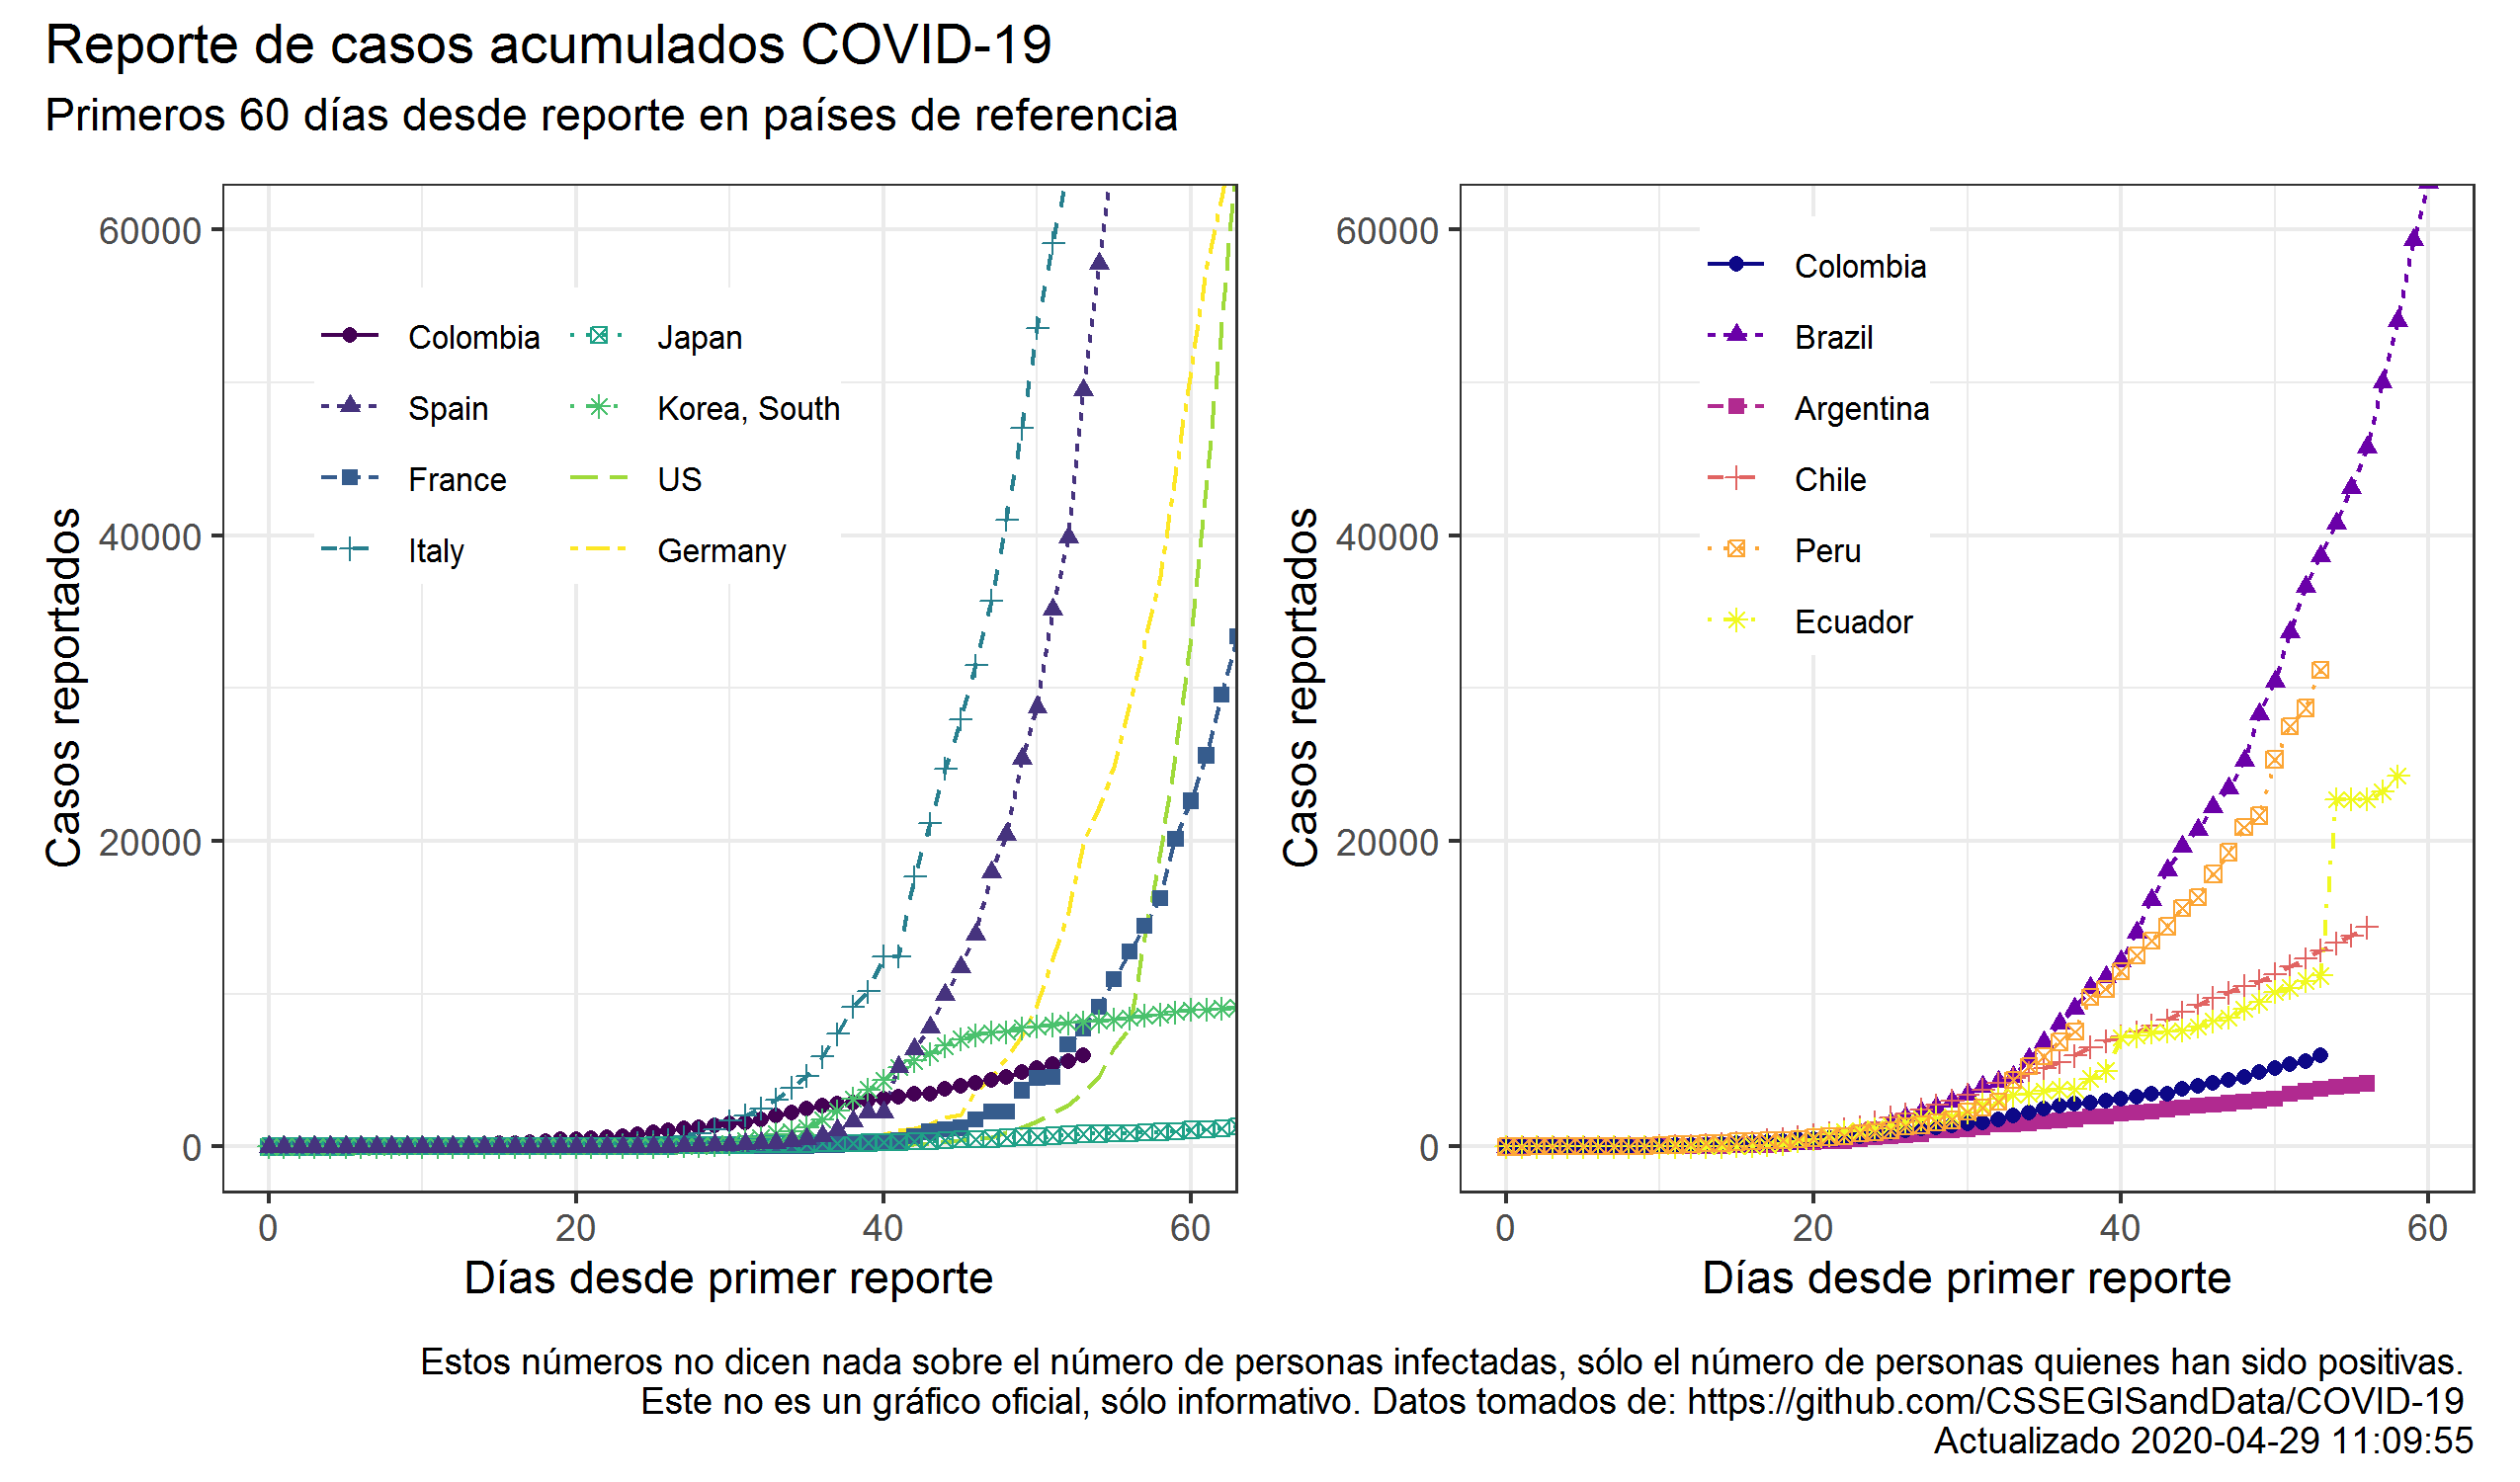 Reporte de casos acumulados COVID-19
Primeros 60 días desde reporte en países de referencia
Casos reportados
60000
40000
20000
0
Colombia
Spain
France
Italy
Japan
Korea, South
US
Germany
0 20 40 60
Días desde primer reporte
Casos reportados
60000
40000
20000
0
Colombia
Brazil
Argentina
Chile
Peru
Ecuador
0 20 40 60
Días desde primer reporte
Estos números no dicen nada sobre el número de personas infectadas, sólo el número de personas quienes han sido positivas.
Este no es un gráfico oficial, sólo informativo. Datos tomados de: https://github.com/CSSEGISandData/COVID-19
Actualizado 2020-04-29 11:09:55